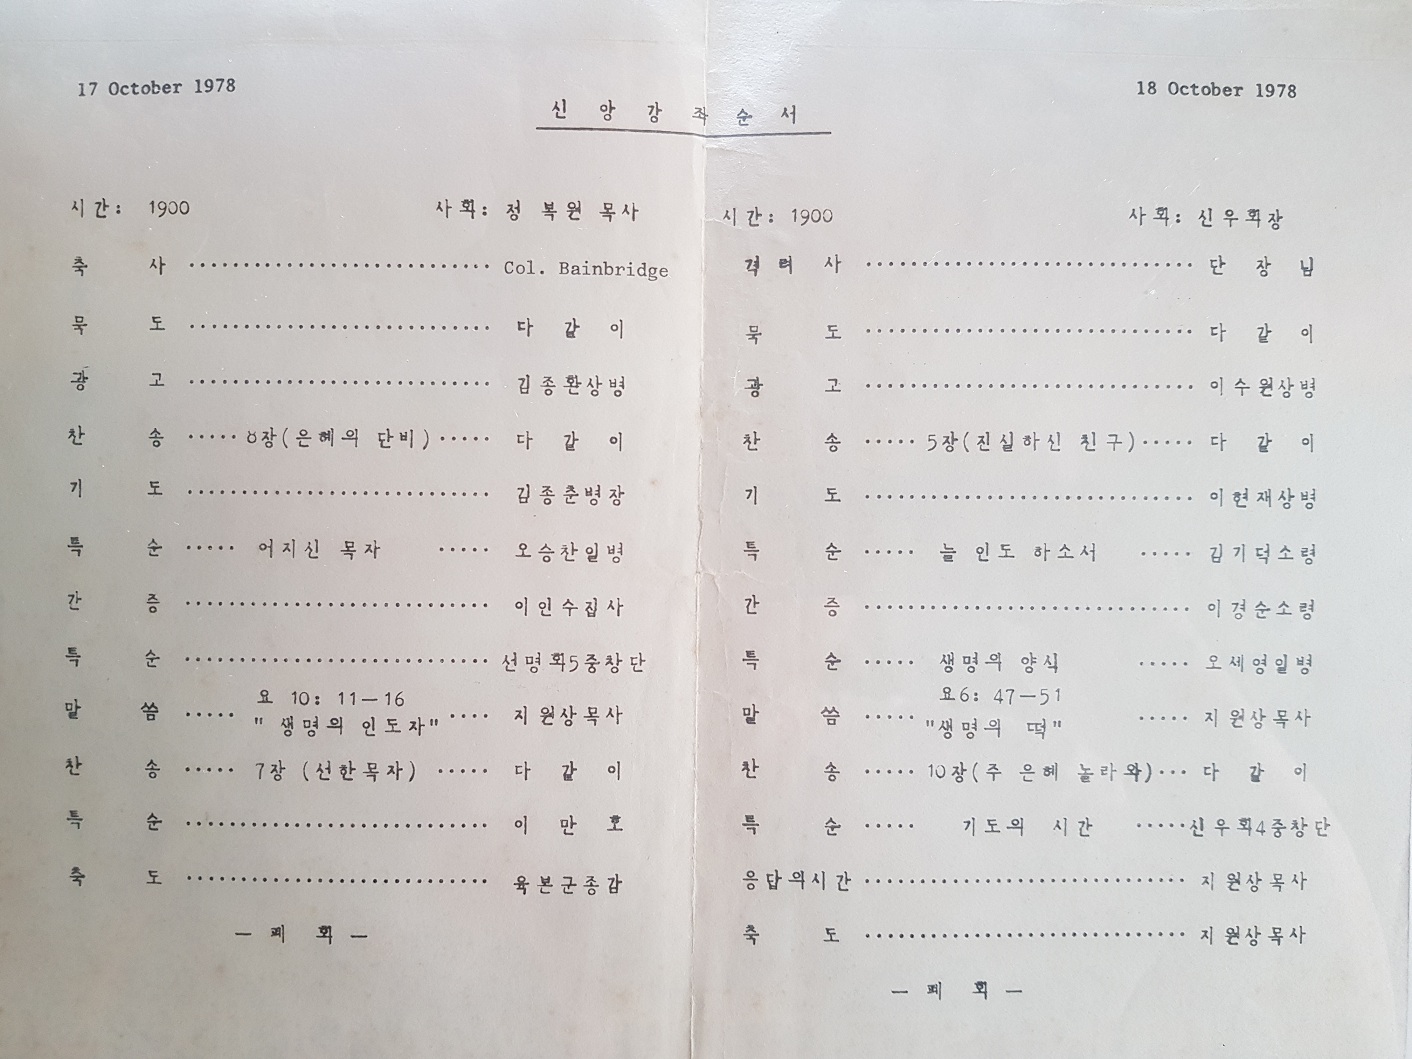 17 October 1978
신 앙 강 좌 순 서
시간: 1900 사회: 정 복원 목사
축 사 ······························ Col. Bainbridge
묵 도 ······························ 다 같 이
광 고 ······························ 김종환상병
찬 송 ····· 8장(은혜의 단비) ····· 다 같 이
기 도 ······························ 김종춘병장
특 순 ····· 어지신 목자 ····· 오승찬일병
간 증 ······························ 이인수집사
특 순 ······························ 선명회5중창단
말 씀 ····· 요 10: 11—16
" 생명의 인도자" ···· 지원상목사
찬 송 ····· 7장 (선한목자) ····· 다 같 이
특 순 ······························ 이 만 호
축 도 ······························ 육본군종감
— 폐 회 —
18 October 1978
시간: 1900 사회: 신우회장
격 려 사 ······························ 단 장 님
묵 도 ······························ 다 같 이
광 고 ······························ 이수원상병
찬 송 ····· 5장(진실하신 친구) ····· 다 같 이
기 도 ······························ 이현재상병
특 순 ····· 늘 인도 하소서 ····· 김기덕소령
간 증 ······························ 이경순소령
특 순 ····· 생명의 양식 ····· 오세영일병
말 씀 ····· 요6: 47—51
"생명의 떡" ····· 지원상목사
찬 송 ····· 10장(주 은혜 놀라와)··· 다 같 이
특 순 ····· 기도의 시간 ·····신우회4중창단
응답의시간 ······························ 지원상목사
축 도 ······························ 지원상목사
— 폐 회 —